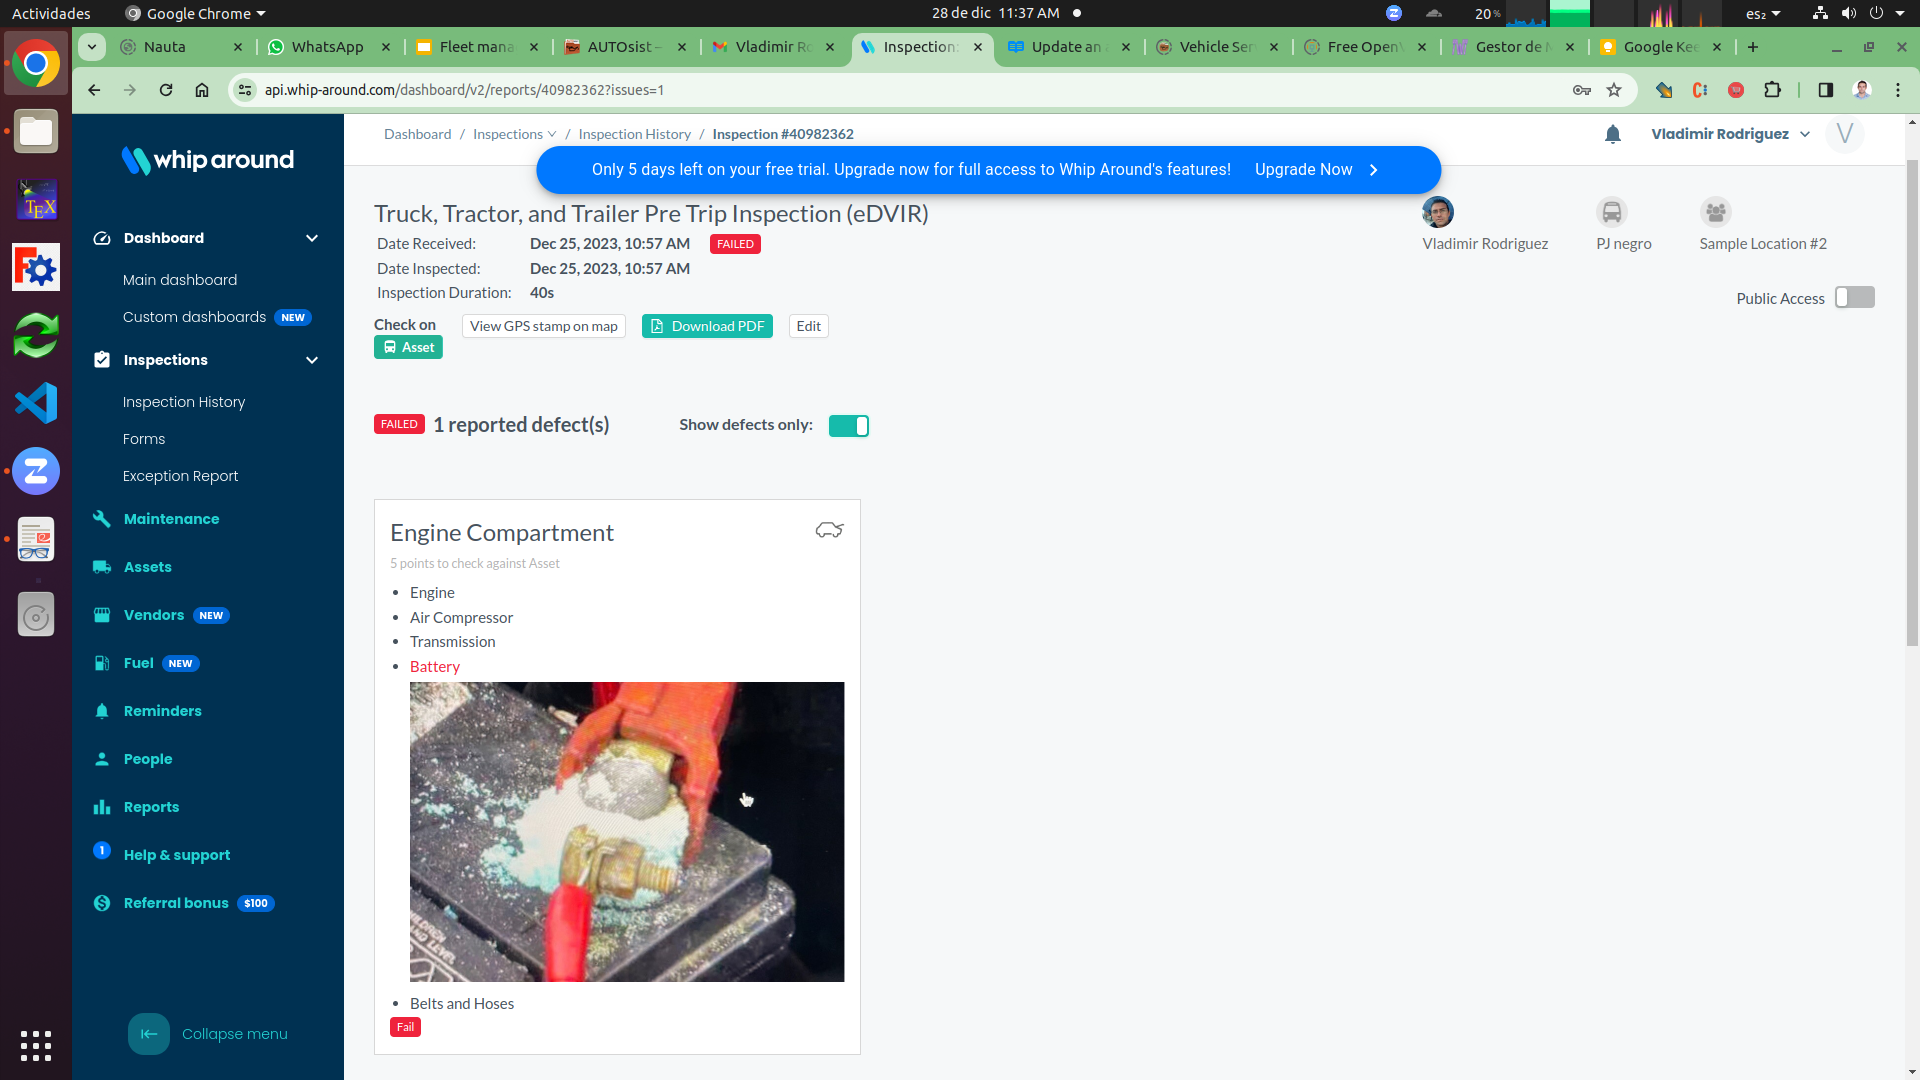 Actividades
Google Chrome
28 de dic 11:37 AM
20 %
es₂
Nauta
WhatsApp
Fleet mana
AUTOsist –
Vladimir Ro
Inspection:
Update an a
Vehicle Ser
Free OpenV
Gestor de M
Google Kee
api.whip-around.com/dashboard/v2/reports/40982362?issues=1
whip around
Dashboard
Main dashboard
Custom dashboards NEW
Inspections
Inspection History
Forms
Exception Report
Maintenance
Assets
Vendors NEW
Fuel NEW
Reminders
People
Reports
1
Help & support
Referral bonus $100
Collapse menu
Dashboard / Inspections / Inspection History / Inspection #40982362
Vladimir Rodriguez
V
Only 5 days left on your free trial. Upgrade now for full access to Whip Around's features! Upgrade Now
Truck, Tractor, and Trailer Pre Trip Inspection (eDVIR)
Date Received: Dec 25, 2023, 10:57 AM FAILED
Date Inspected: Dec 25, 2023, 10:57 AM
Inspection Duration: 40s
Vladimir Rodriguez
PJ negro
Sample Location #2
Public Access
Check on
Asset
View GPS stamp on map
Download PDF
Edit
FAILED 1 reported defect(s)
Show defects only:
Engine Compartment
5 points to check against Asset
Engine
Air Compressor
Transmission
Battery
Belts and Hoses
Fail